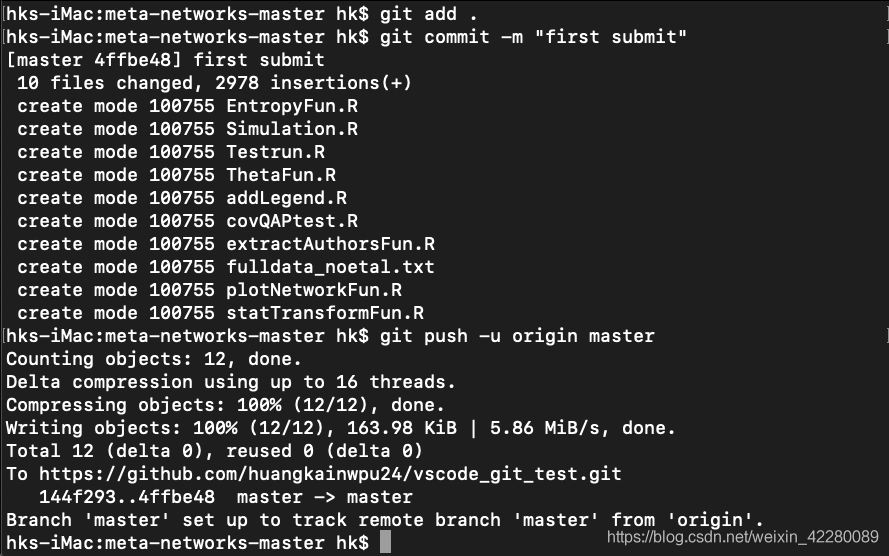 [hks-iMac:meta-networks-master hk$ git add .
[hks-iMac:meta-networks-master hk$ git commit -m "first submit"
[master 4ffbe48] first submit
 10 files changed, 2978 insertions(+)
 create mode 100755 EntropyFun.R
 create mode 100755 Simulation.R
 create mode 100755 Testrun.R
 create mode 100755 ThetaFun.R
 create mode 100755 addLegend.R
 create mode 100755 covQAPtest.R
 create mode 100755 extractAuthorsFun.R
 create mode 100755 fulldata_noetal.txt
 create mode 100755 plotNetworkFun.R
 create mode 100755 statTransformFun.R
[hks-iMac:meta-networks-master hk$ git push -u origin master
Counting objects: 12, done.
Delta compression using up to 16 threads.
Compressing objects: 100% (12/12), done.
Writing objects: 100% (12/12), 163.98 KiB | 5.86 MiB/s, done.
Total 12 (delta 0), reused 0 (delta 0)
To https://github.com/huangkainwpu24/vscode_git_test.git
   144f293..4ffbe48  master -> master
Branch 'master' set up to track remote branch 'master' from 'origin'.
hks-iMac:meta-networks-master hk$
https://blog.csdn.net/weixin_42280089